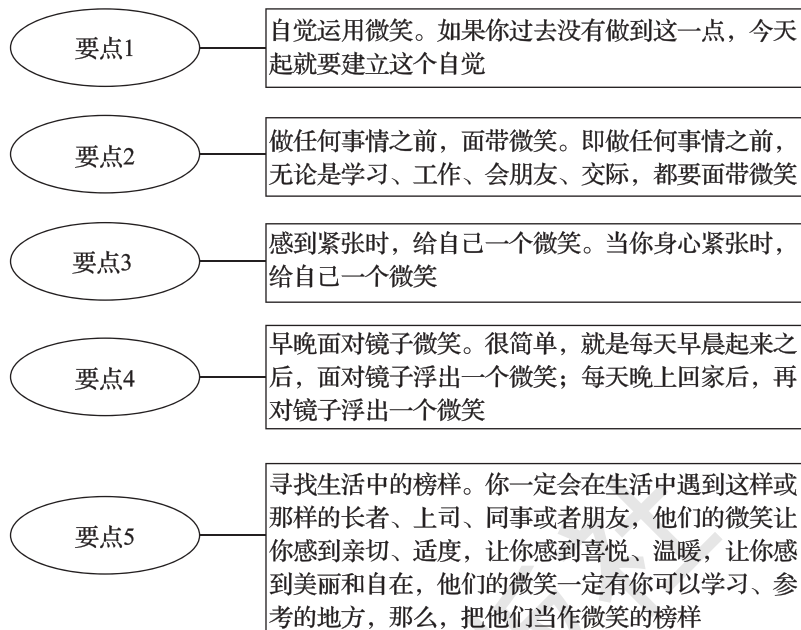 要点1
自觉运用微笑。如果你过去没有做到这一点，今天
起就要建立这个自觉
要点2
做任何事情之前，面带微笑。即做任何事情之前，
无论是学习、工作、会朋友、交际，都要面带微笑
要点3
感到紧张时，给自己一个微笑。当你身心紧张时，
给自己一个微笑
要点4
早晚面对镜子微笑。很简单，就是每天早晨起来之
后，面对镜子浮出一个微笑；每天晚上回家后，再
对镜子浮出一个微笑
要点5
寻找生活中的榜样。你一定会在生活中遇到这样或
那样的长者、上司、同事或者朋友，他们的微笑让
你感到亲切、适度，让你感到喜悦、温暖，让你感
到美丽和自在，他们的微笑一定有你可以学习、参
考的地方，那么，把他们当作微笑的榜样